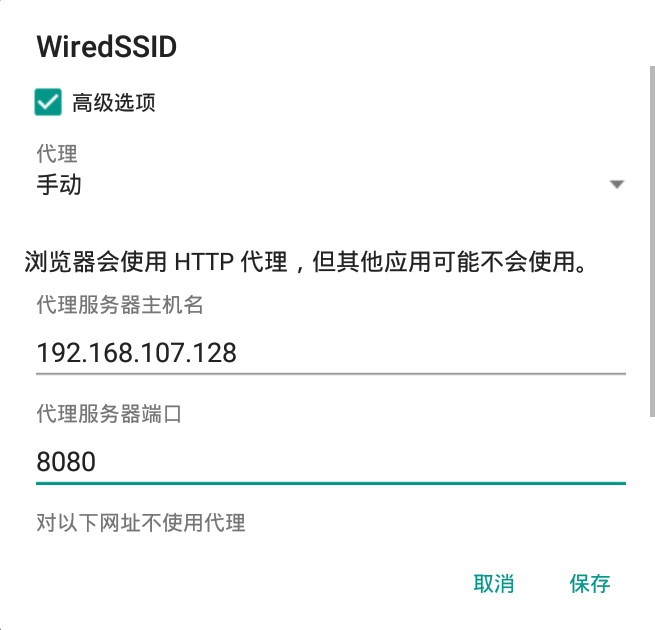 WiredSSID
高级选项
代理
手动
浏览器会使用 HTTP 代理，但其他应用可能不会使用。
代理服务器主机名
192.168.107.128
代理服务器端口
8080
对以下网址不使用代理
取消 保存